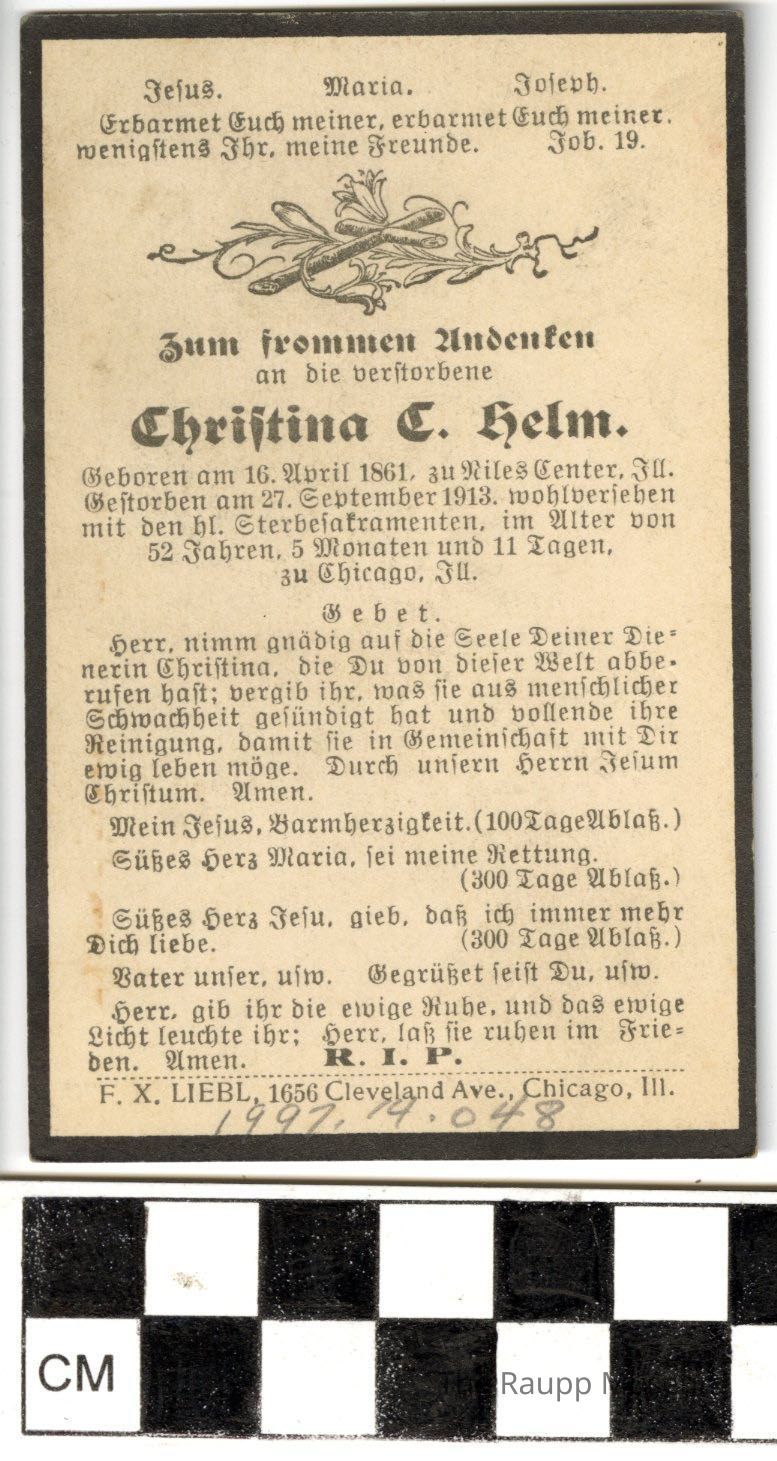 Jesus. Maria. Joseph.
Erbarmet Euch meiner, erbarmet Euch meiner,
wenigstens Ihr, meine Freunde. Job. 19.
Zum frommen Andenken
an die verstorbene
Christina C. Helm.
Geboren am 16. April 1861, zu Niles Center, Ill.
Gestorben am 27. September 1913. wohlversehen
mit den hl. Sterbesakramenten, im Alter von
52 Jahren, 5 Monaten und 11 Tagen,
zu Chicago, Ill.
Gebet.
Herr, nimm gnädig auf die Seele Deiner Die=
nerin Christina, die Du von dieser Welt abbe-
rufen hast; vergib ihr, was sie aus menschlicher
Schwachheit gesündigt hat und vollende ihre
Reinigung, damit sie in Gemeinschaft mit Dir
ewig leben möge. Durch unsern Herrn Jesum
Christum. Amen.
Mein Jesus, Barmherzigkeit. (100 Tage Ablaß.)
Süßes Herz Maria, sei meine Rettung.
(300 Tage Ablaß.)
Süßes Herz Jesu, gieb, daß ich immer mehr
Dich liebe. (300 Tage Ablaß.)
Vater unser, usw. Gegrüßet seist Du, usw.
Herr, gib ihr die ewige Ruhe, und das ewige
Licht leuchte ihr; Herr, laß sie ruhen im Frie=
den. Amen. R. I. P.
F. X. LIEBL, 1656 Cleveland Ave., Chicago, Ill.
1997.19.048
CM
The Raupp M